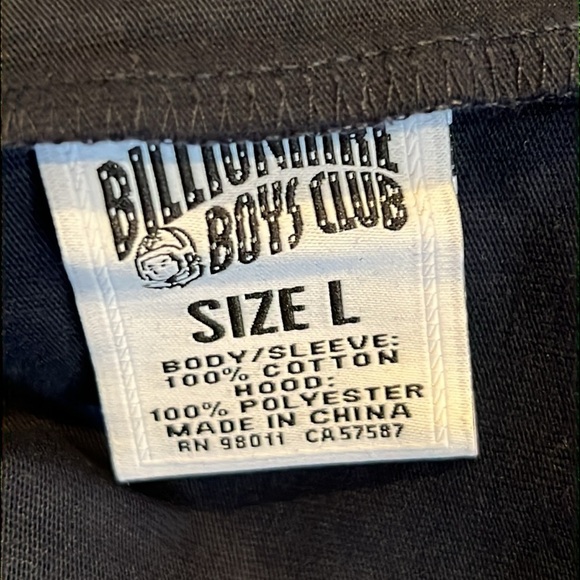 BILLIONAIRE
BOYS CLUB
SIZE L
BODY/SLEEVE:
100% COTTON
HOOD:
100% POLYESTER
MADE IN CHINA
RN 98011 CA57587